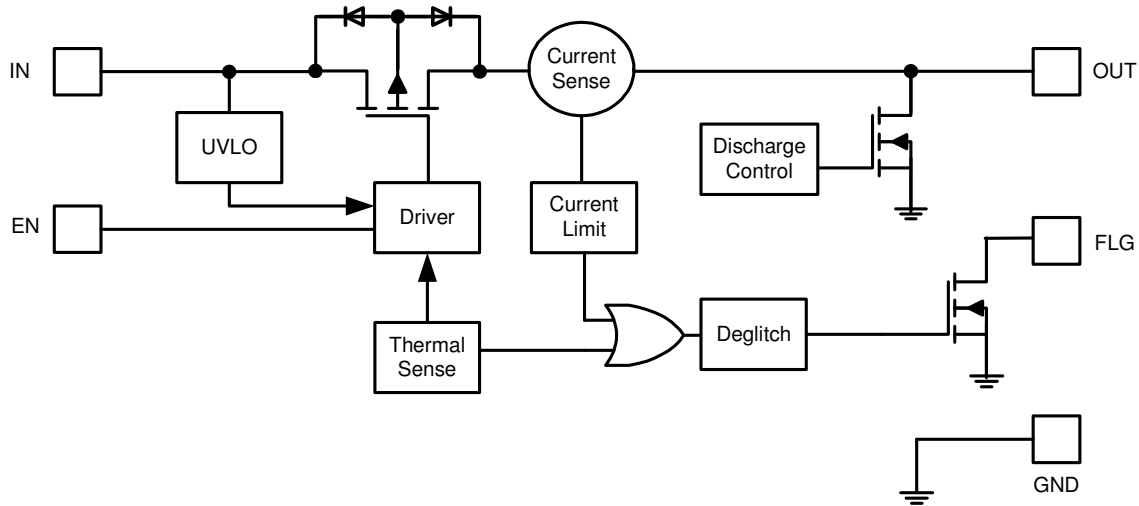 IN
Current
Sense
OUT
UVLO
Discharge
Control
EN
Driver
Current
Limit
FLG
Thermal
Sense
Deglitch
GND